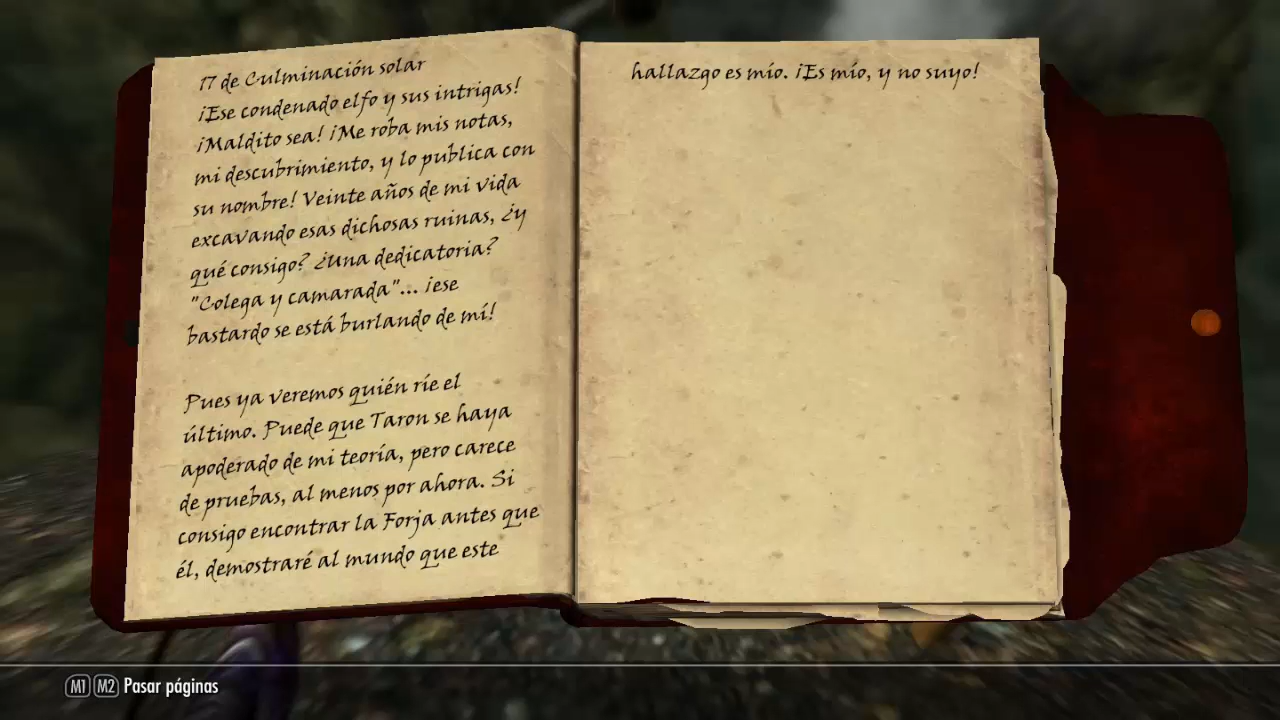 17 de Culminación solar
¡Ese condenado elfo y sus intrigas!
¡Maldito sea! ¡Me roba mis notas,
mi descubrimiento, y lo publica con
su nombre! Veinte años de mi vida
excavando esas dichosas ruinas, ¿y
qué consigo? ¿Una dedicatoria?
"Colega y camarada"... ¡ese
bastardo se está burlando de mí!

Pues ya veremos quién ríe el
último. Puede que Taron se haya
apoderado de mi teoría, pero carece
de pruebas, al menos por ahora. Si
consigo encontrar la Forja antes que
él, demostraré al mundo que este
hallazgo es mío. ¡Es mío, y no suyo!
M1 M2 Pasar páginas